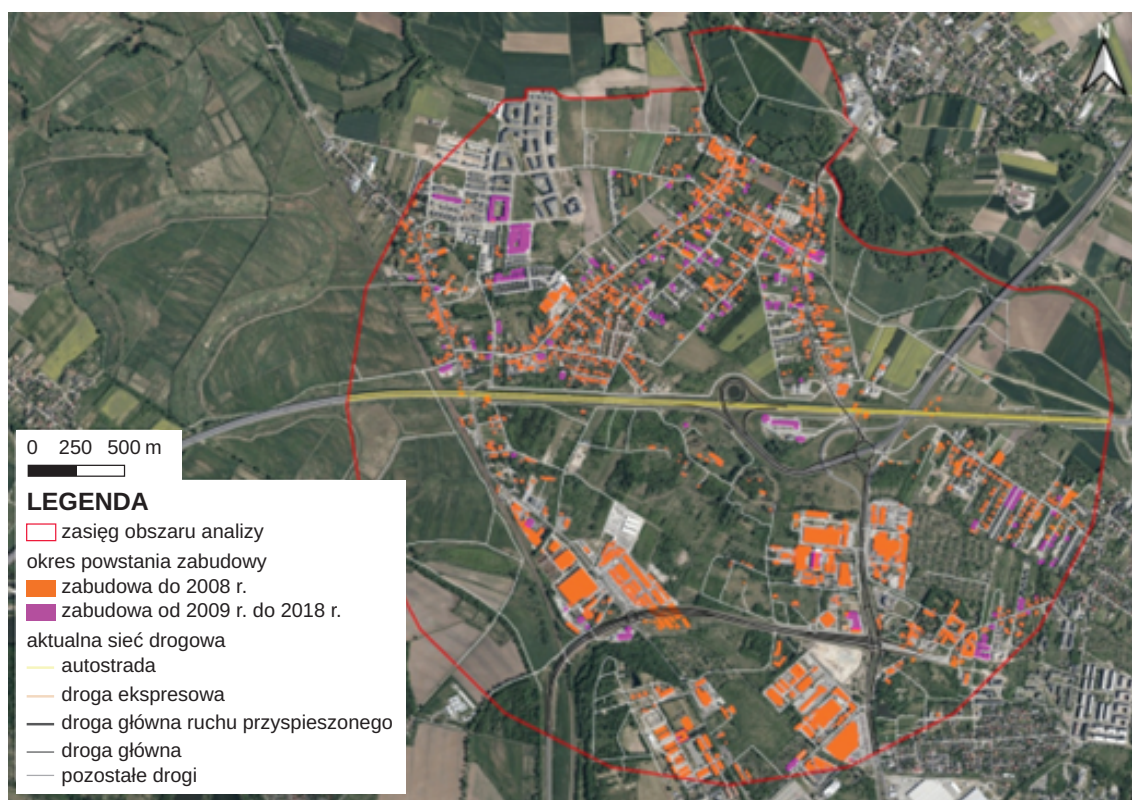 N
0 250 500 m
LEGENDA
zasięg obszaru analizy
okres powstania zabudowy
zabudowa do 2008 r.
zabudowa od 2009 r. do 2018 r.
aktualna sieć drogowa
autostrada
droga ekspresowa
droga główna ruchu przyspieszonego
droga główna
pozostałe drogi